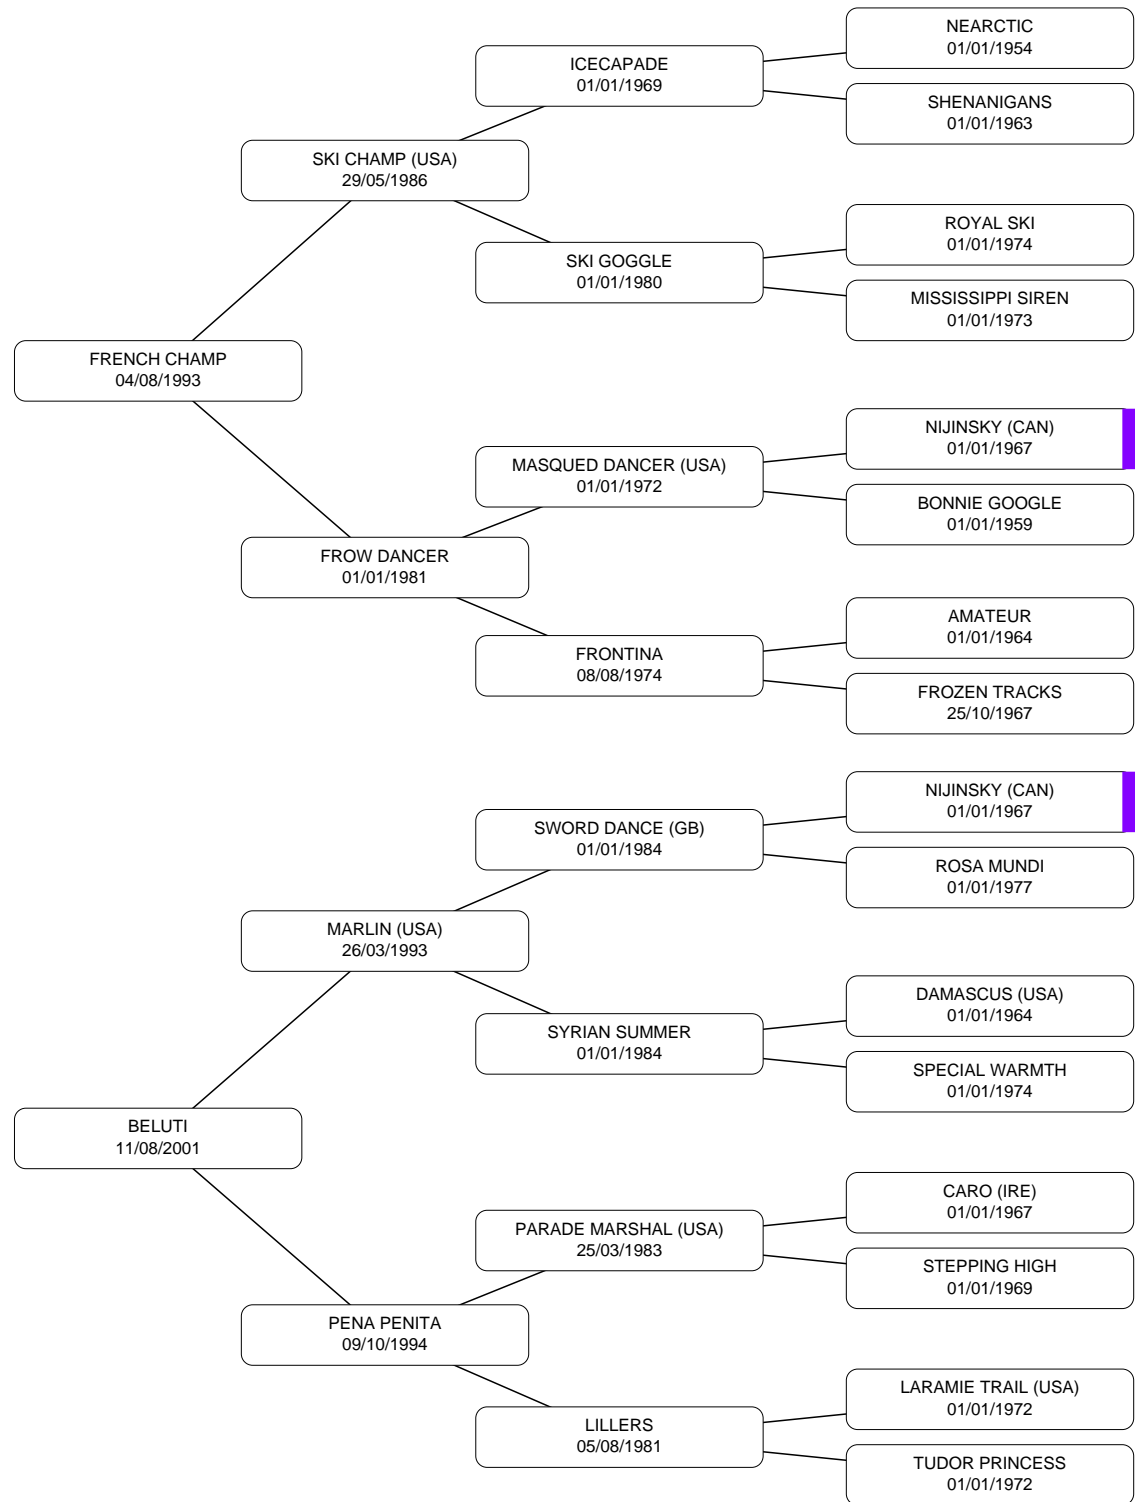 NEARCTIC
01/01/1954
ICECAPADE
01/01/1969
SHENANIGANS
01/01/1963
SKI CHAMP (USA)
29/05/1986
ROYAL SKI
01/01/1974
SKI GOGGLE
01/01/1980
MISSISSIPPI SIREN
01/01/1973
FRENCH CHAMP
04/08/1993
NIJINSKY (CAN)
01/01/1967
MASQUED DANCER (USA)
01/01/1972
BONNIE GOOGLE
01/01/1959
FROW DANCER
01/01/1981
AMATEUR
01/01/1964
FRONTINA
08/08/1974
FROZEN TRACKS
25/10/1967
NIJINSKY (CAN)
01/01/1967
SWORD DANCE (GB)
01/01/1984
ROSA MUNDI
01/01/1977
MARLIN (USA)
26/03/1993
DAMASCUS (USA)
01/01/1964
SYRIAN SUMMER
01/01/1984
SPECIAL WARMTH
01/01/1974
BELUTI
11/08/2001
CARO (IRE)
01/01/1967
PARADE MARSHAL (USA)
25/03/1983
STEPPING HIGH
01/01/1969
PENA PENITA
09/10/1994
LARAMIE TRAIL (USA)
01/01/1972
LILLERS
05/08/1981
TUDOR PRINCESS
01/01/1972